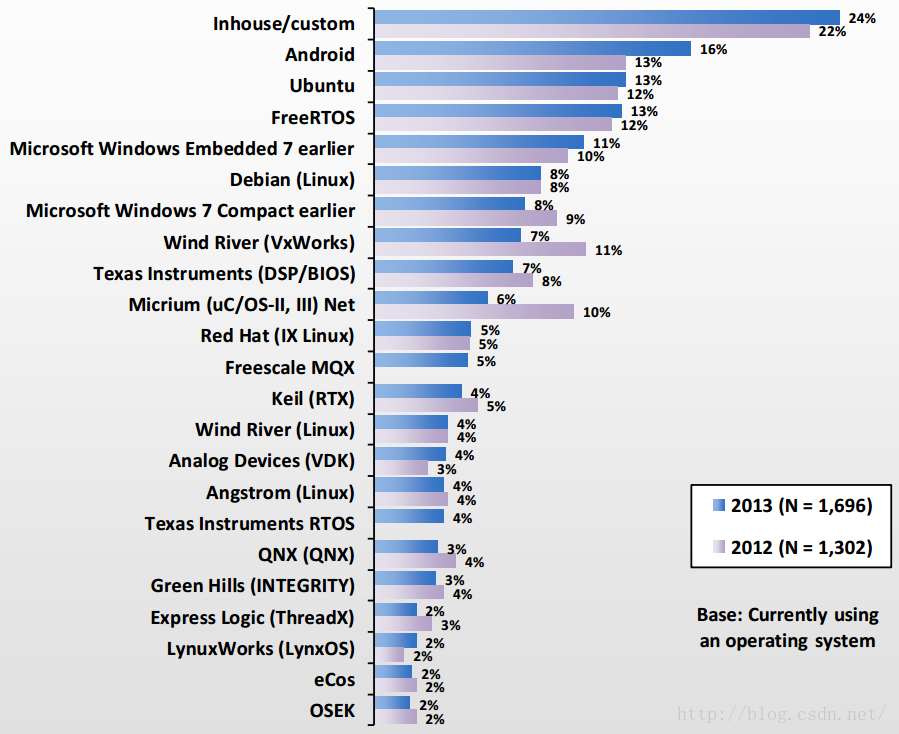 Inhouse/custom 24%
22%
Android 16%
13%
Ubuntu 13%
12%
FreeRTOS 13%
12%
Microsoft Windows Embedded 7 earlier 11%
10%
Debian (Linux) 8%
8%
Microsoft Windows 7 Compact earlier 8%
9%
Wind River (VxWorks) 7%
11%
Texas Instruments (DSP/BIOS) 7%
8%
Micrium (uC/OS-II, III) Net 6%
10%
Red Hat (IX Linux) 5%
5%
Freescale MQX 5%
Keil (RTX) 4%
5%
Wind River (Linux) 4%
4%
Analog Devices (VDK) 4%
3%
Angstrom (Linux) 4%
4%
Texas Instruments RTOS 4%
QNX (QNX) 3%
4%
Green Hills (INTEGRITY) 3%
4%
Express Logic (ThreadX) 2%
3%
LynuxWorks (LynxOS) 2%
2%
eCos 2%
2%
OSEK 2%
2%
2013 (N = 1,696)
2012 (N = 1,302)
Base: Currently using
an operating system
http://blog.csdn.net/